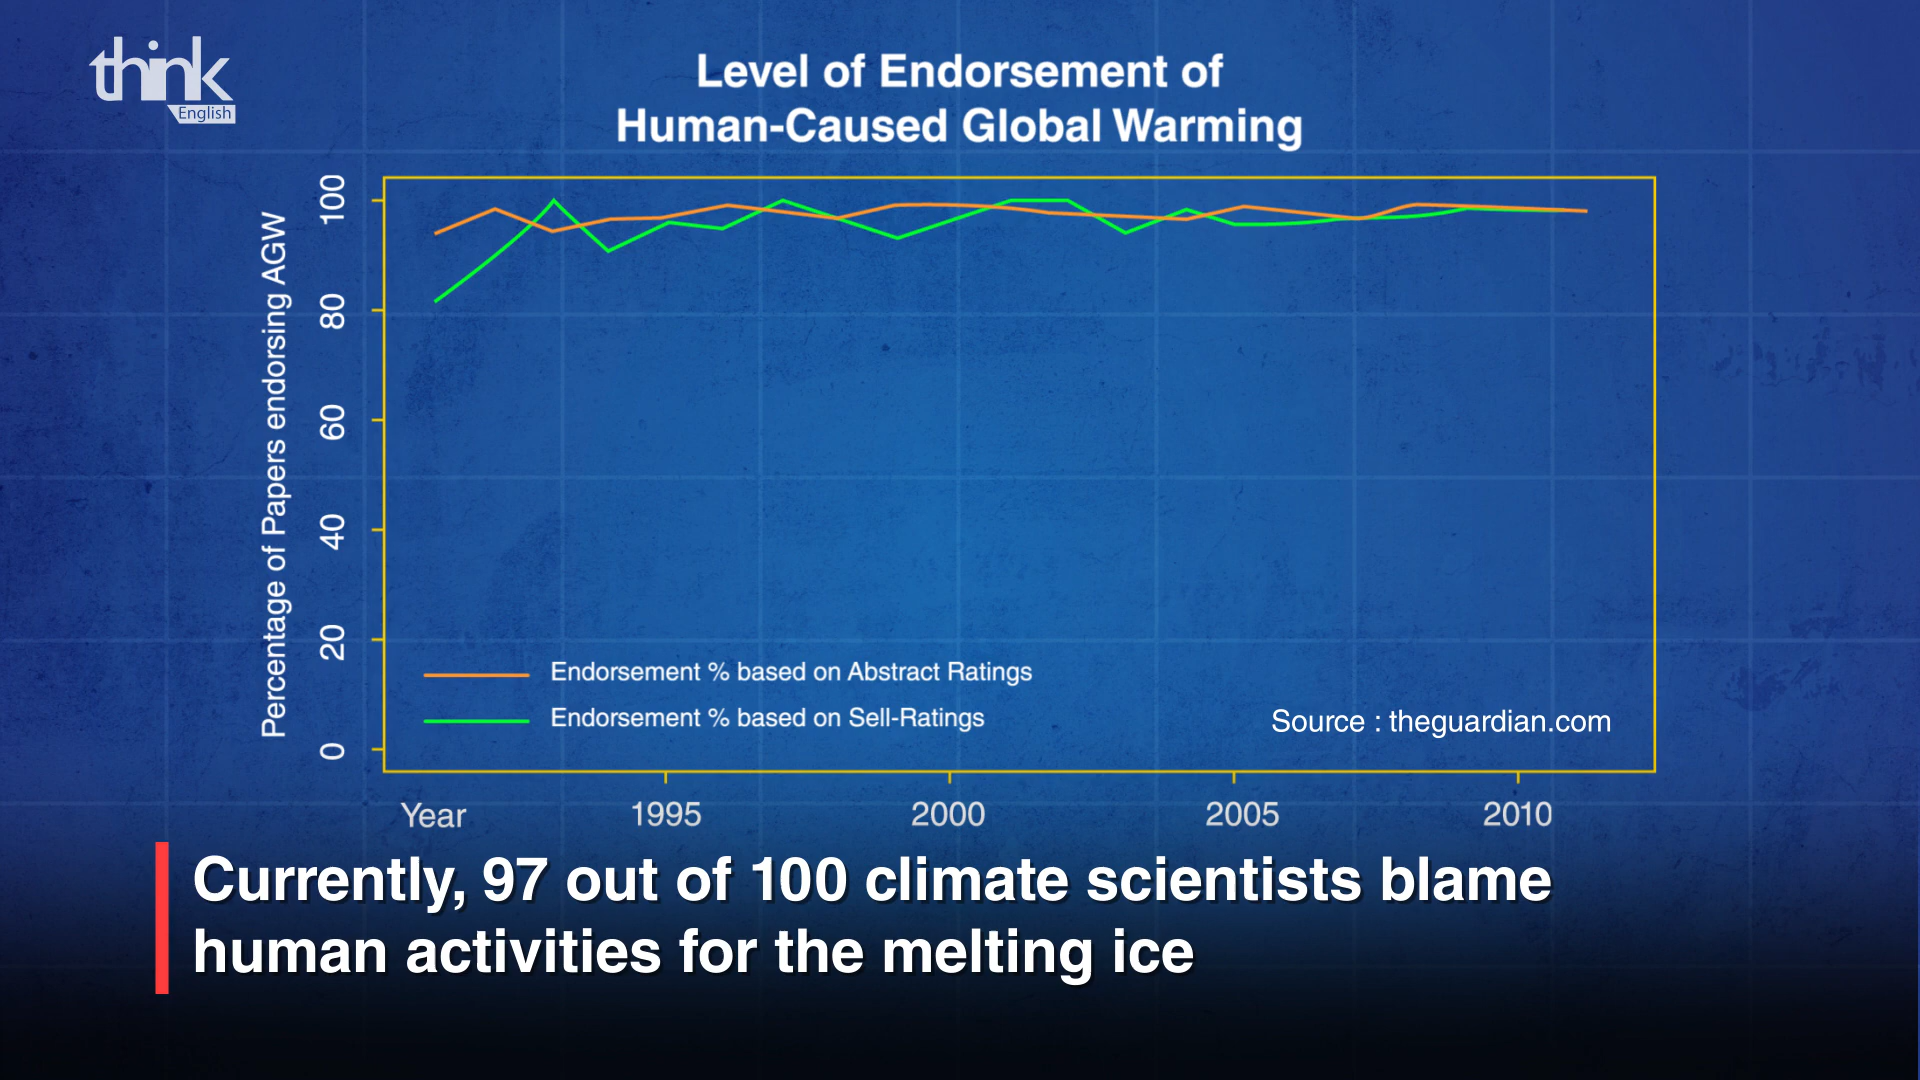 think
English
Level of Endorsement of
Human-Caused Global Warming
Percentage of Papers endorsing AGW
100
80
60
40
20
0
Endorsement % based on Abstract Ratings
Endorsement % based on Sell-Ratings
Source : theguardian.com
Year 1995 2000 2005 2010
Currently, 97 out of 100 climate scientists blame
human activities for the melting ice